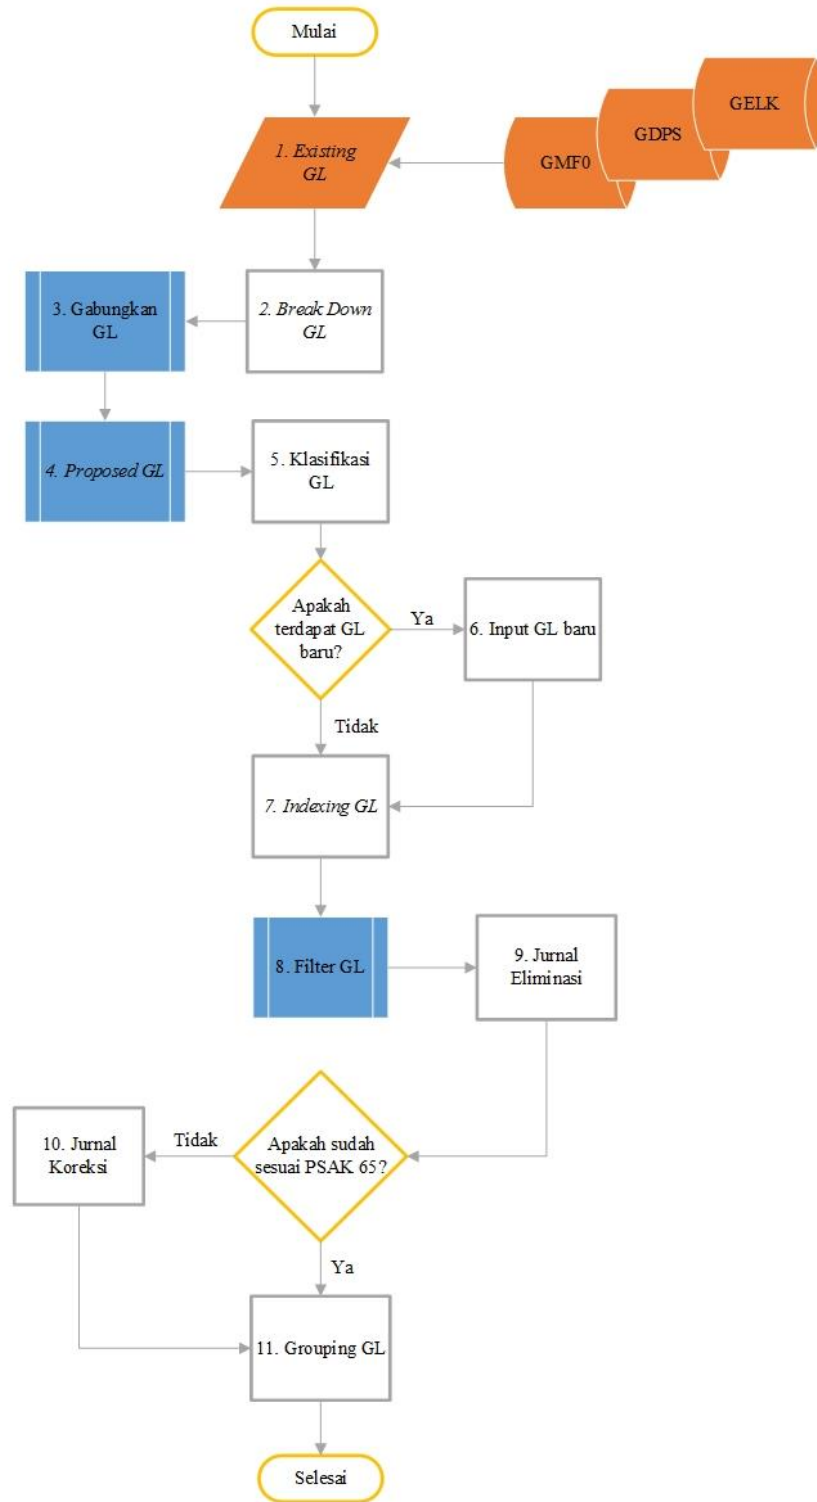 Mulai
1. Existing
GL
GMF0
GDPS
GELK
2. Break Down
GL
3. Gabungkan
GL
4. Proposed GL
5. Klasifikasi
GL
Apakah
terdapat GL
baru?
Ya
6. Input GL baru
Tidak
7. Indexing GL
8. Filter GL
9. Jurnal
Eliminasi
Apakah sudah
sesuai PSAK 65?
Tidak
10. Jurnal
Koreksi
Ya
11. Grouping GL
Selesai